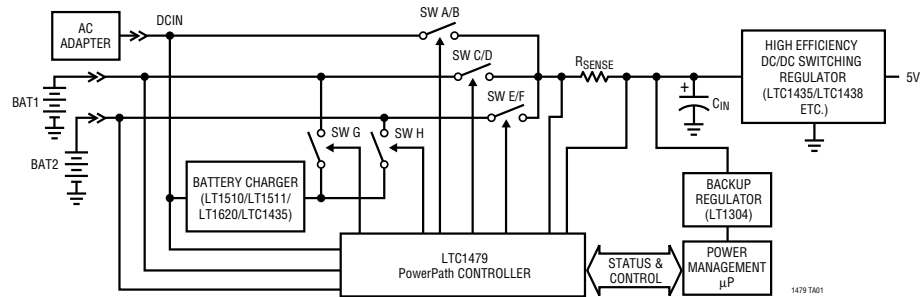 AC
ADAPTER
DCIN
SW A/B
SW C/D
SW E/F
RSENSE
HIGH EFFICIENCY
DC/DC SWITCHING
REGULATOR
(LTC1435/LTC1438
ETC.)
5V
+
CIN
BAT1
BAT2
SW G
SW H
BATTERY CHARGER
(LT1510/LT1511/
LT1620/LTC1435)
BACKUP
REGULATOR
(LT1304)
LTC1479
PowerPath CONTROLLER
STATUS &
CONTROL
POWER
MANAGEMENT
µP
1479 TA01